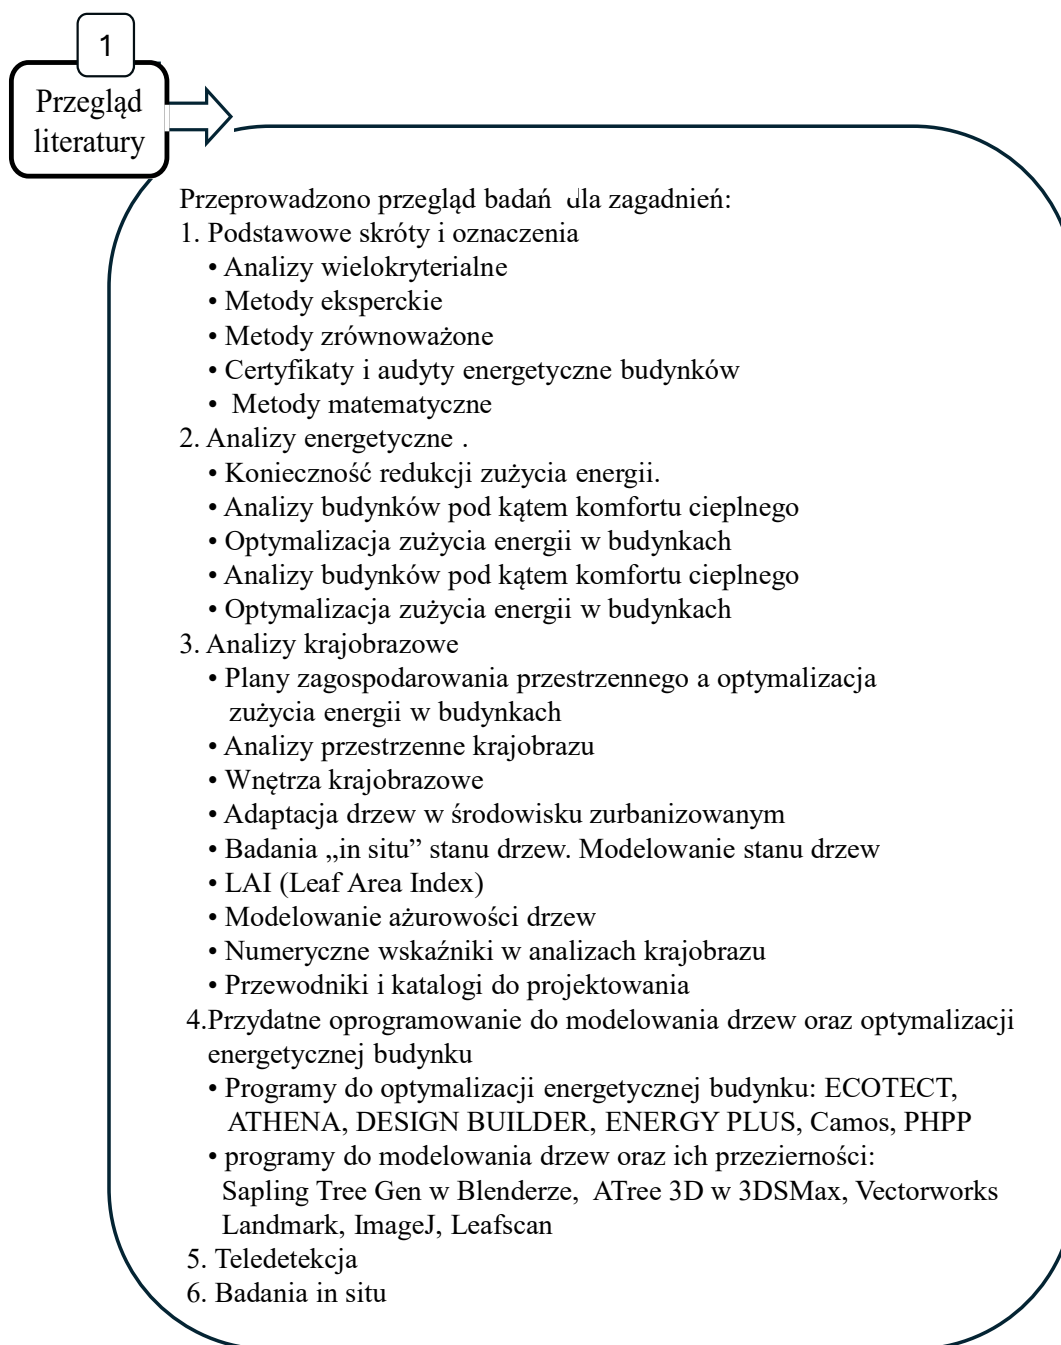 1
Przegląd
literatury
Przeprowadzono przegląd badań dla zagadnień:
1. Podstawowe skróty i oznaczenia
• Analizy wielokryterialne
• Metody eksperckie
• Metody zrównoważone
• Certyfikaty i audyty energetyczne budynków
• Metody matematyczne
2. Analizy energetyczne .
• Konieczność redukcji zużycia energii.
• Analizy budynków pod kątem komfortu cieplnego
• Optymalizacja zużycia energii w budynkach
• Analizy budynków pod kątem komfortu cieplnego
• Optymalizacja zużycia energii w budynkach
3. Analizy krajobrazowe
• Plany zagospodarowania przestrzennego a optymalizacja
zużycia energii w budynkach
• Analizy przestrzenne krajobrazu
• Wnętrza krajobrazowe
• Adaptacja drzew w środowisku zurbanizowanym
• Badania „in situ” stanu drzew. Modelowanie stanu drzew
• LAI (Leaf Area Index)
• Modelowanie ażurowości drzew
• Numeryczne wskaźniki w analizach krajobrazu
• Przewodniki i katalogi do projektowania
4.Przydatne oprogramowanie do modelowania drzew oraz optymalizacji
energetycznej budynku
• Programy do optymalizacji energetycznej budynku: ECOTECT,
ATHENA, DESIGN BUILDER, ENERGY PLUS, Camos, PHPP
• programy do modelowania drzew oraz ich przezierności:
Sapling Tree Gen w Blenderze, ATree 3D w 3DSMax, Vectorworks
Landmark, ImageJ, Leafscan
5. Teledetekcja
6. Badania in situ